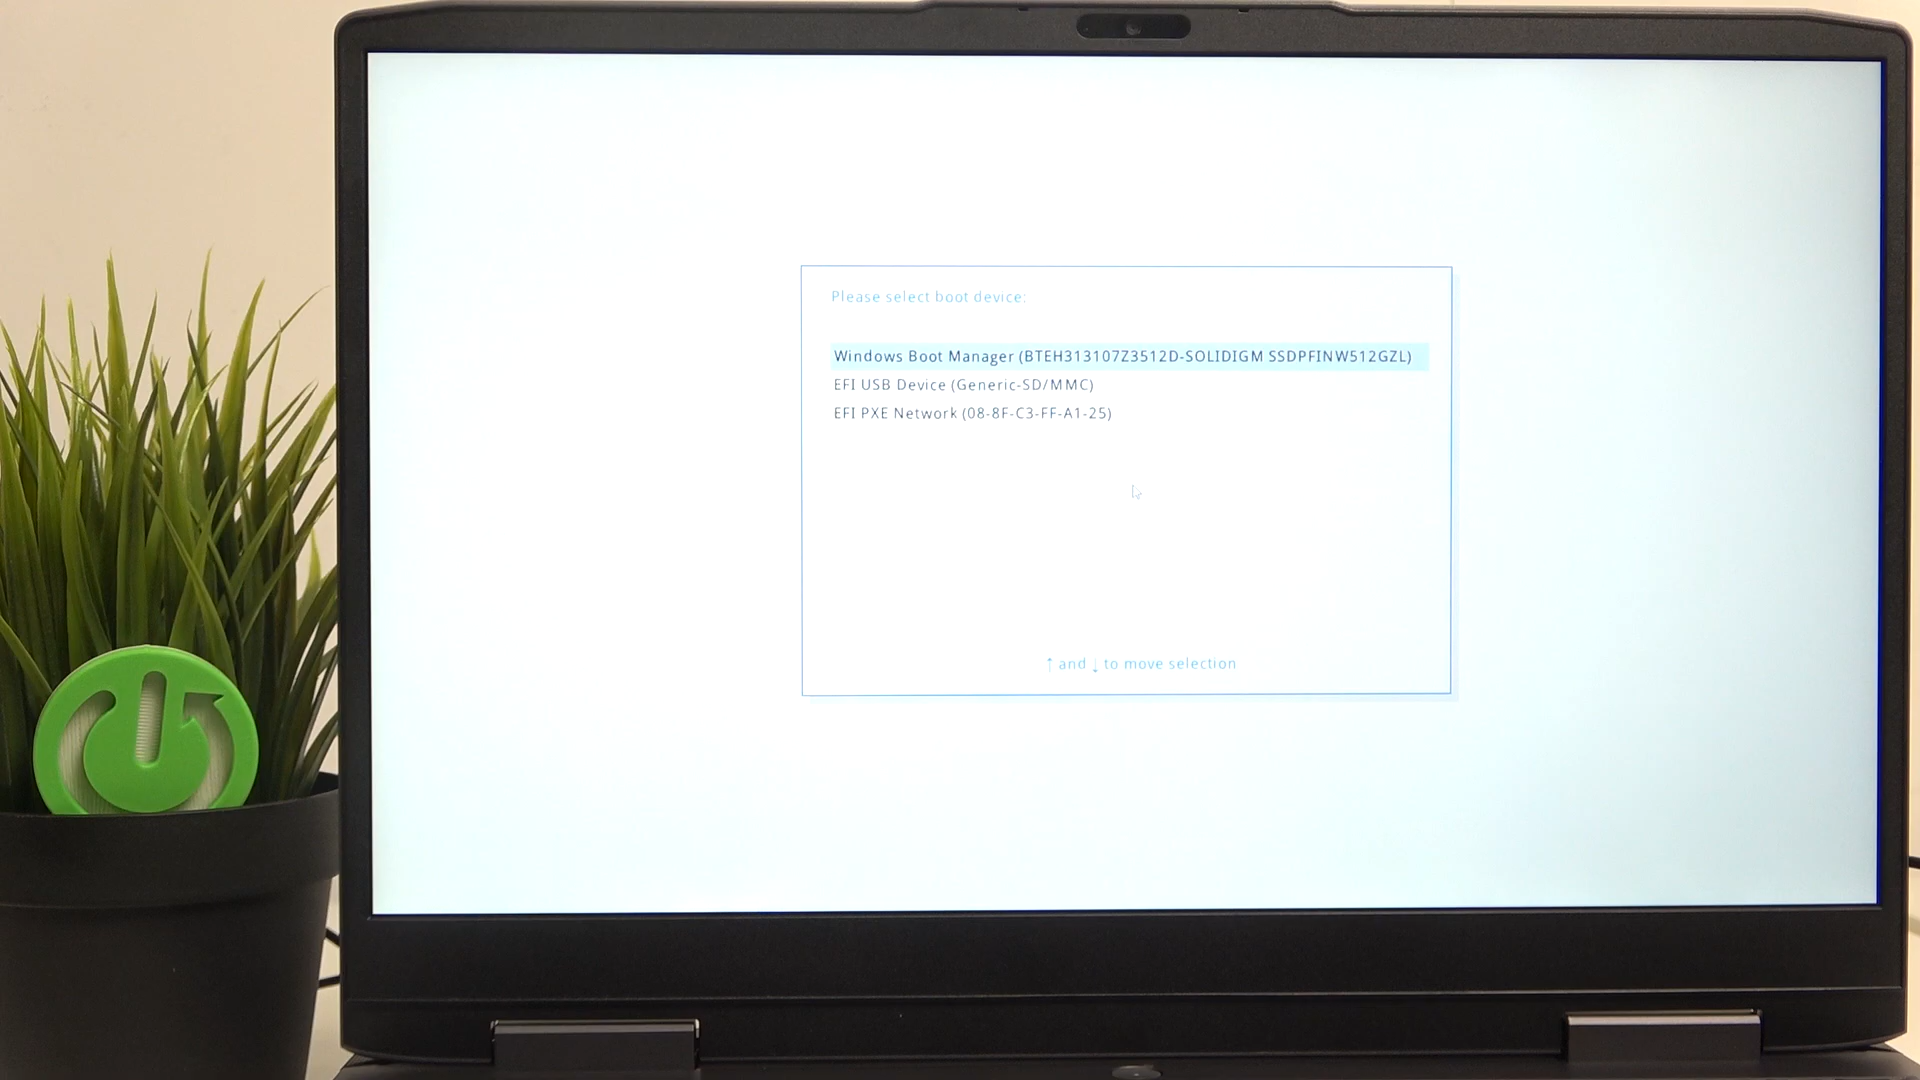 Please select boot device:
Windows Boot Manager (BTEH313107Z3512D-SOLIDIGM SSDPFINW512GZL)
EFI USB Device (Generic-SD/MMC)
EFI PXE Network (08-8F-C3-FF-A1-25)
↑ and ↓ to move selection